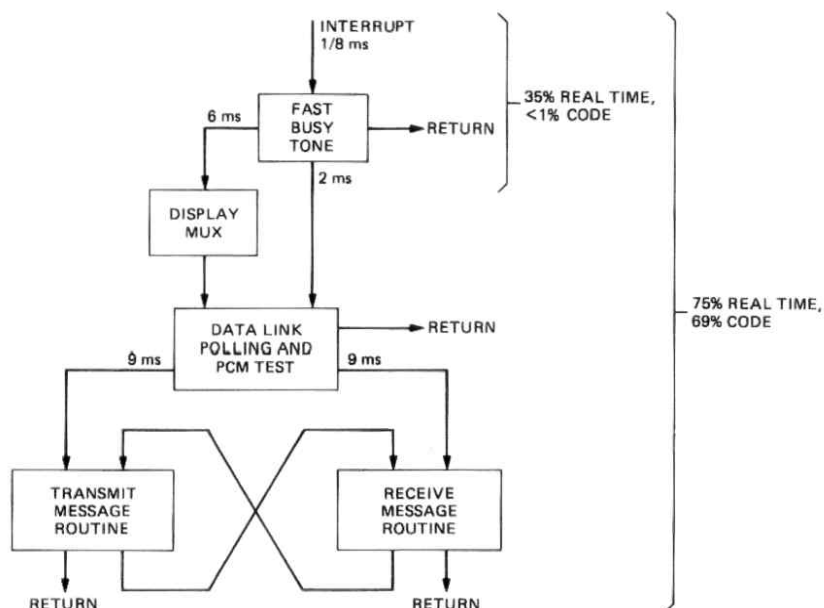 INTERRUPT
1/8 ms
FAST
BUSY
TONE
RETURN
35% REAL TIME,
<1% CODE
6 ms
2 ms
DISPLAY
MUX
DATA LINK
POLLING AND
PCM TEST
RETURN
75% REAL TIME,
69% CODE
9 ms
9 ms
TRANSMIT
MESSAGE
ROUTINE
RECEIVE
MESSAGE
ROUTINE
RETURN
RETURN